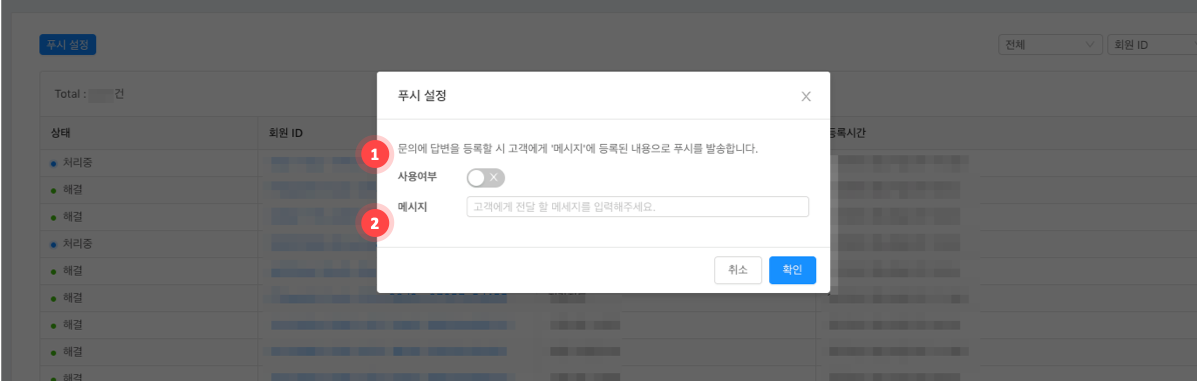 푸시 설정
전체
회원 ID
Total : 건
상태
회원 ID
등록시간
처리중
해결
해결
처리중
해결
해결
해결
해결
해결
푸시 설정
1
문의에 답변을 등록할 시 고객에게 '메시지'에 등록된 내용으로 푸시를 발송합니다.
사용여부
2
메시지
고객에게 전달 할 메세지를 입력해주세요.
취소
확인